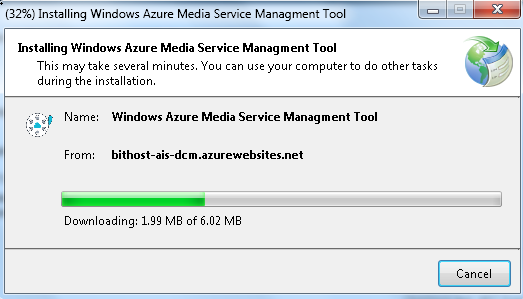 (32%) Installing Windows Azure Media Service Managment Tool
Installing Windows Azure Media Service Managment Tool
This may take several minutes. You can use your computer to do other tasks
during the installation.
Name: Windows Azure Media Service Managment Tool
From: bithost-ais-dcm.azurewebsites.net
Downloading: 1.99 MB of 6.02 MB
Cancel